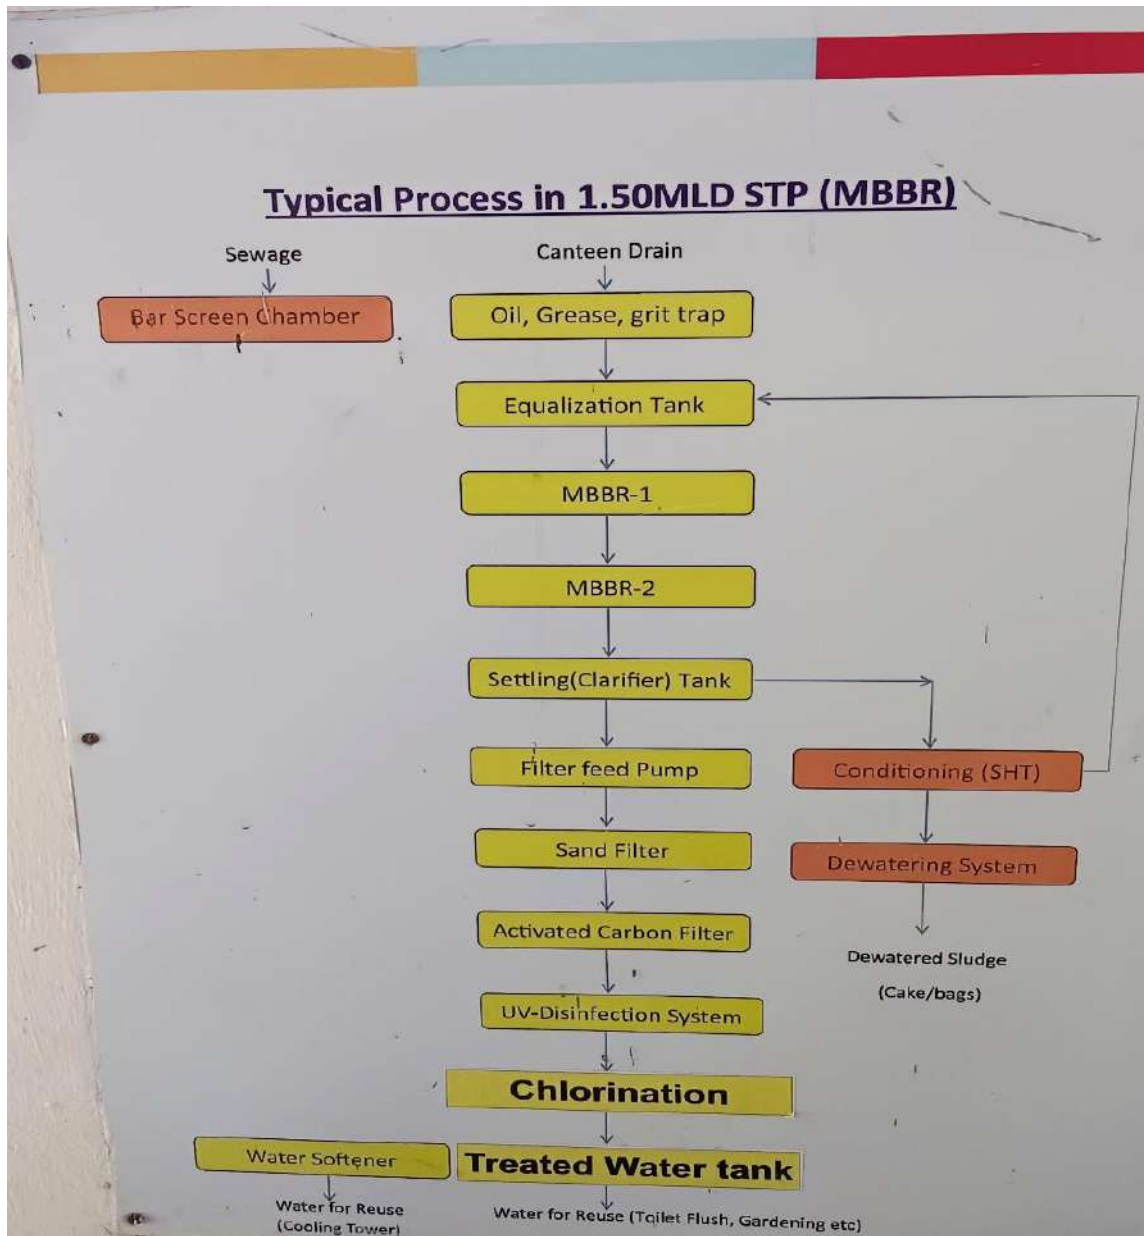 Typical Process in 1.50MLD STP (MBBR)
Sewage
Canteen Drain
Bar Screen Chamber
Oil, Grease, grit trap
Equalization Tank
MBBR-1
MBBR-2
Settling(Clarifier) Tank
Filter feed Pump
Conditioning (SHT)
Sand Filter
Dewatering System
Activated Carbon Filter
Dewatered Sludge
(Cake/bags)
UV-Disinfection System
Chlorination
Water Softener
Treated Water tank
Water for Reuse
(Cooling Tower)
Water for Reuse (Toilet Flush, Gardening etc)